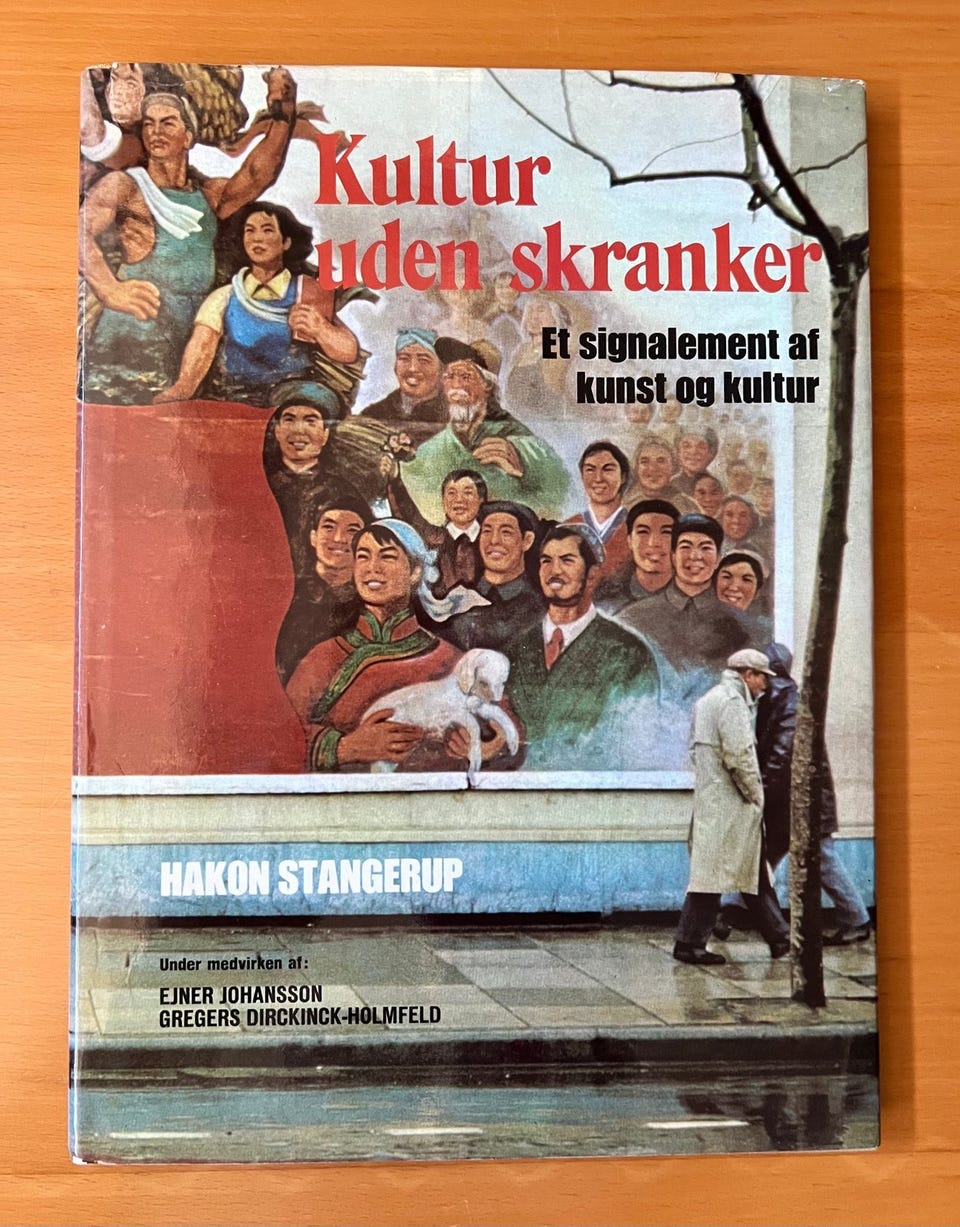 Kultur
uden skranker
Et signalement af
kunst og kultur
HAKON STANGERUP
Under medvirken af:
EJNER JOHANSSON
GREGERS DIRCKINCK-HOLMFELD